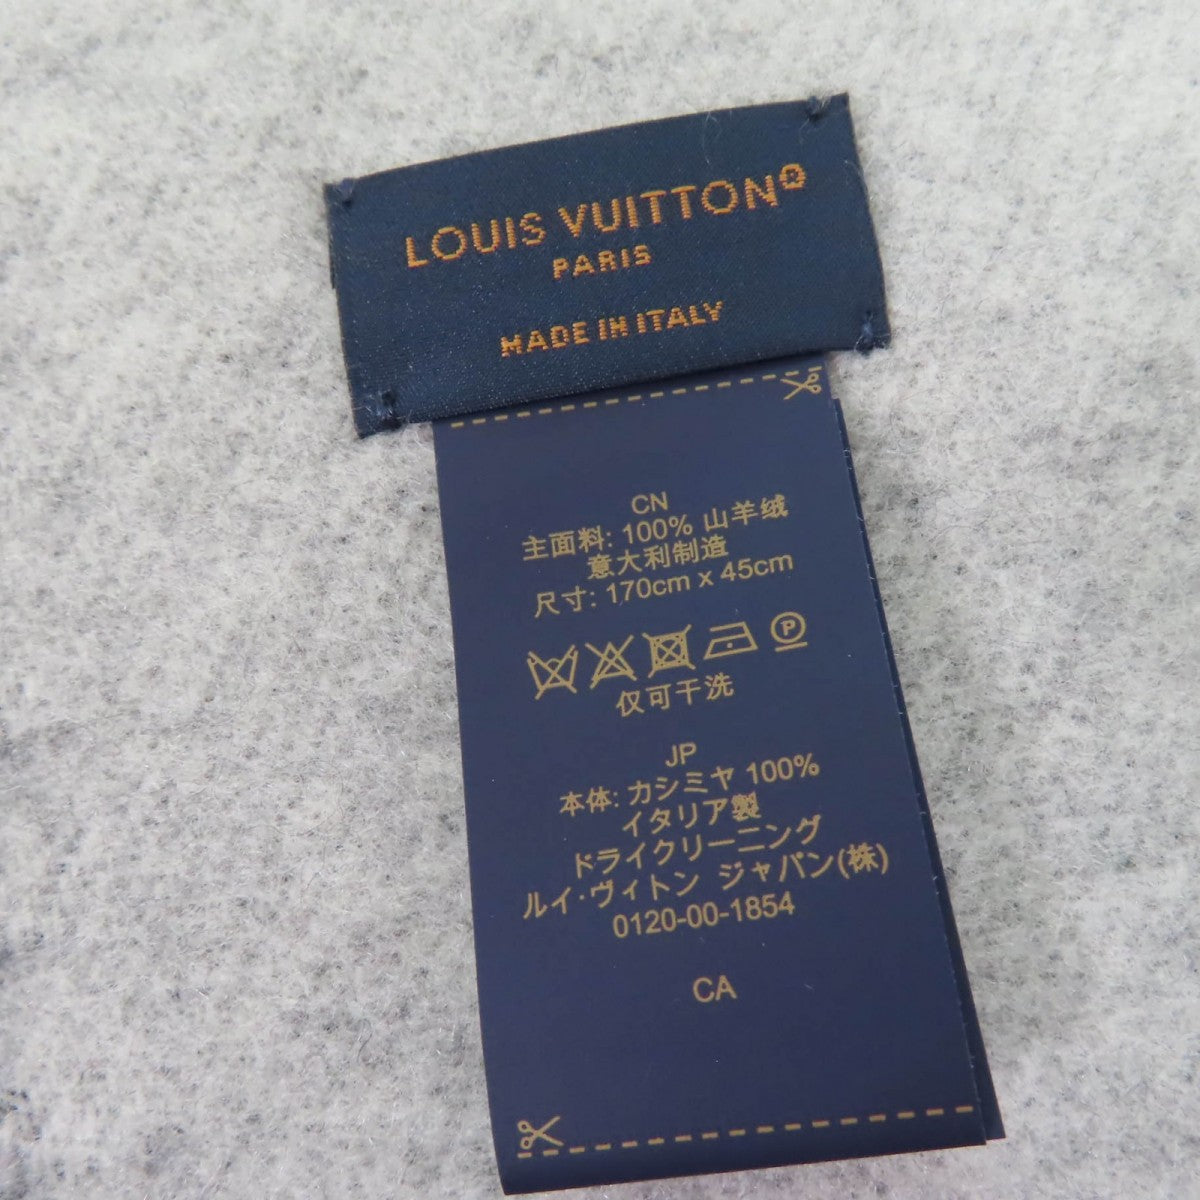 LOUIS VUITTON®
PARIS
MADE IN ITALY
CN
主面料: 100% 山羊绒
意大利制造
尺寸: 170cm x 45cm
P
仅可干洗
JP
本体: カシミヤ 100%
イタリア製
ドライクリーニング
ルイ·ヴィトン ジャパン(株)
0120-00-1854
CA